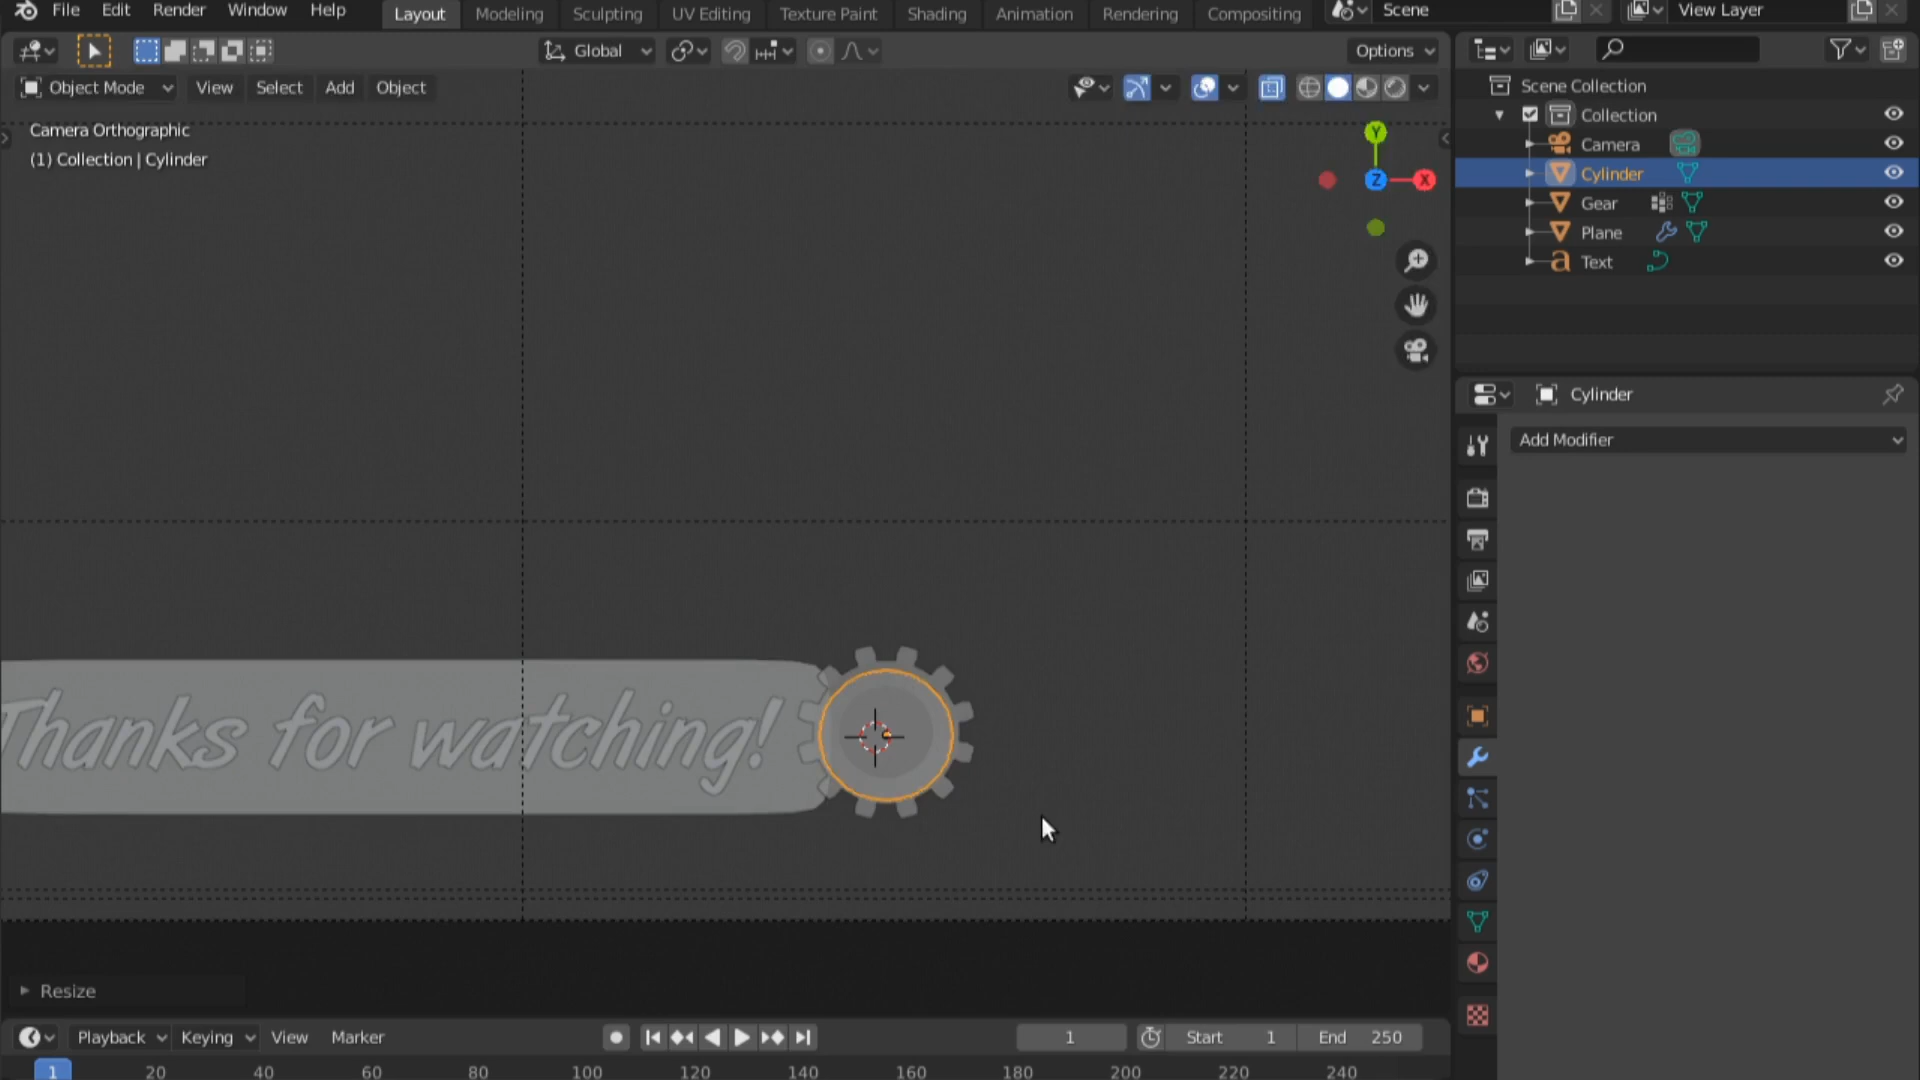 File Edit Render Window Help Layout Modeling Sculpting UV Editing Texture Paint Shading Animation Rendering Compositing Scene View Layer
Global Options
Object Mode View Select Add Object
Camera Orthographic
(1) Collection | Cylinder
Y
Z
X
Scene Collection
Collection
Camera
Cylinder
Gear
Plane
Text
Cylinder
Add Modifier
Thanks for watching!
Resize
Playback Keying View Marker 1 Start 1 End 250
1 20 40 60 80 100 120 140 160 180 200 220 240